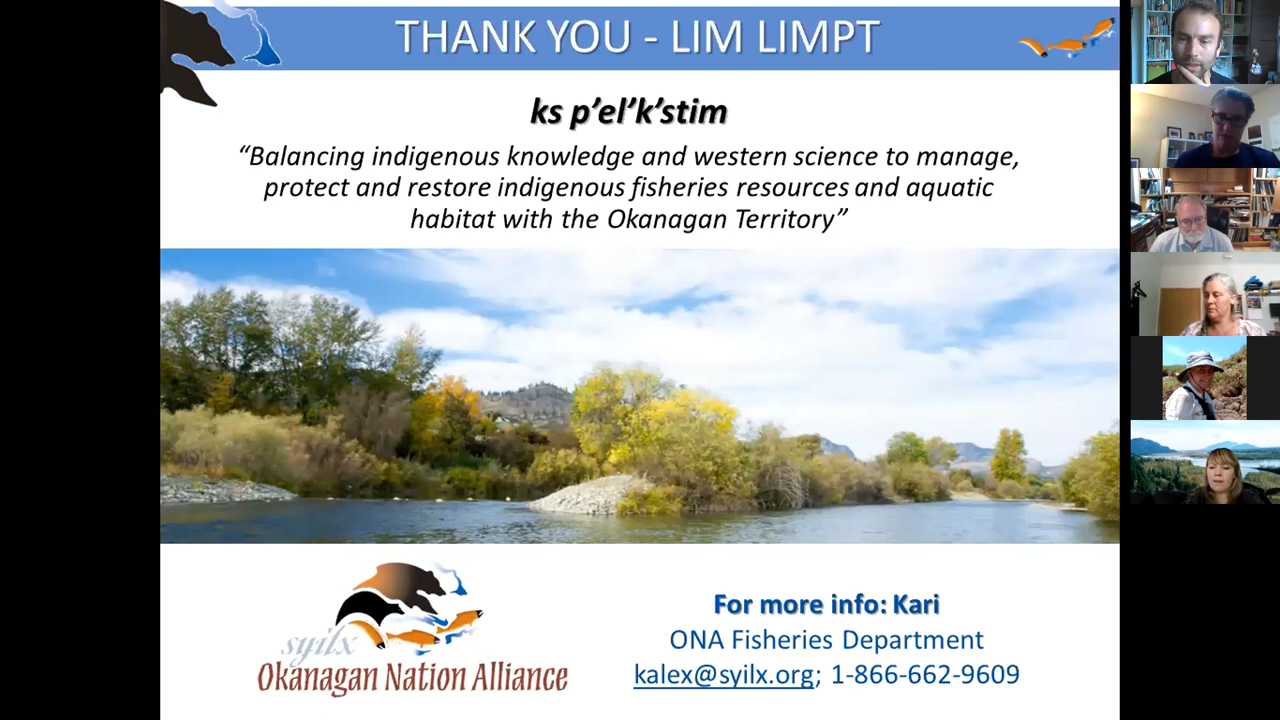 THANK YOU - LIM LIMPT
ks p’el’k’stim
“Balancing indigenous knowledge and western science to manage,
protect and restore indigenous fisheries resources and aquatic
habitat with the Okanagan Territory”
syilx
Okanagan Nation Alliance
For more info: Kari
ONA Fisheries Department
kalex@syilx.org; 1-866-662-9609